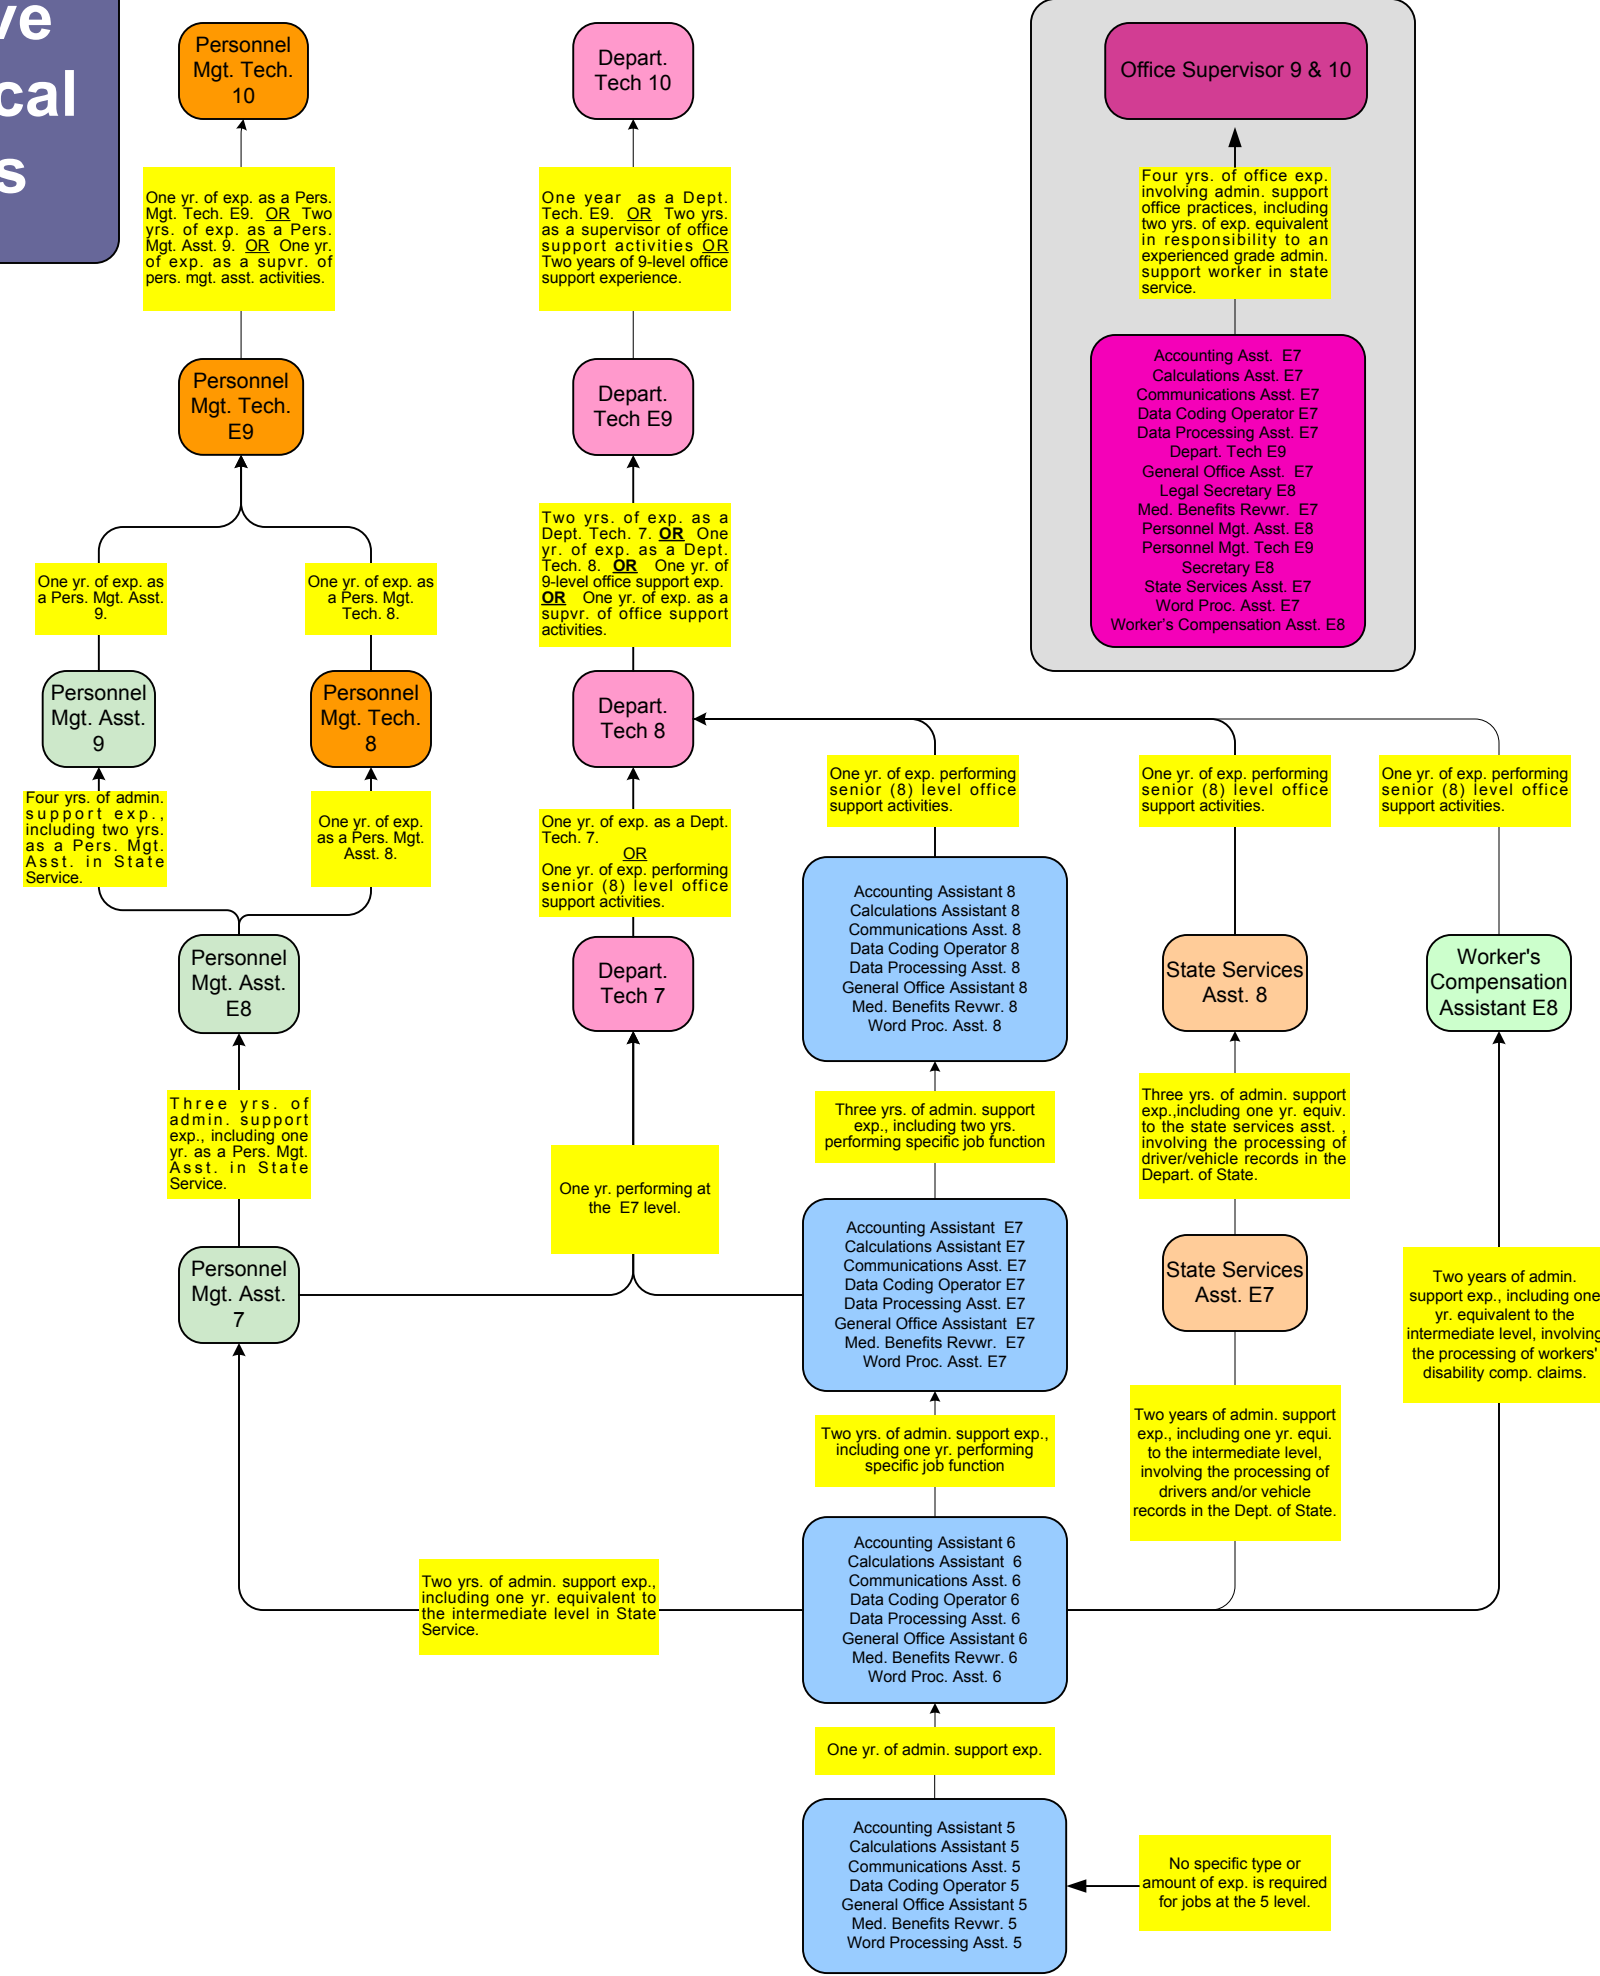 ve
cal
s
Personnel
Mgt. Tech.
10
Depart.
Tech 10
Office Supervisor 9 & 10
One yr. of exp. as a Pers.
Mgt. Tech. E9. OR Two
yrs. of exp. as a Pers.
Mgt. Asst. 9. OR One yr.
of exp. as a supvr. of
pers. mgt. asst. activities.
One year as a Dept.
Tech. E9. OR Two yrs.
as a supervisor of office
support activities OR
Two years of 9-level office
support experience.
Four yrs. of office exp.
involving admin. support
office practices, including
two yrs. of exp. equivalent
in responsibility to an
experienced grade admin.
support worker in state
service.
Personnel
Mgt. Tech.
E9
Depart.
Tech E9
Accounting Asst. E7
Calculations Asst. E7
Communications Asst. E7
Data Coding Operator E7
Data Processing Asst. E7
Depart. Tech E9
General Office Asst. E7
Legal Secretary E8
Med. Benefits Revwr. E7
Personnel Mgt. Asst. E8
Personnel Mgt. Tech E9
Secretary E8
State Services Asst. E7
Word Proc. Asst. E7
Worker's Compensation Asst. E8
One yr. of exp. as
a Pers. Mgt. Asst.
9.
One yr. of exp. as
a Pers. Mgt.
Tech. 8.
Two yrs. of exp. as a
Dept. Tech. 7. OR One
yr. of exp. as a Dept.
Tech. 8. OR One yr. of
9-level office support exp.
OR One yr. of exp. as a
supvr. of office support
activities.
Personnel
Mgt. Asst.
9
Personnel
Mgt. Tech.
8
Depart.
Tech 8
Four yrs. of admin.
support exp.,
including two yrs.
as a Pers. Mgt.
Asst. in State
Service.
One yr. of exp.
as a Pers. Mgt.
Asst. 8.
One yr. of exp. as a Dept.
Tech. 7.
OR
One yr. of exp. performing
senior (8) level office
support activities.
One yr. of exp. performing
senior (8) level office
support activities.
One yr. of exp. performing
senior (8) level office
support activities.
One yr. of exp. performing
senior (8) level office
support activities.
Personnel
Mgt. Asst.
E8
Depart.
Tech 7
Accounting Assistant 8
Calculations Assistant 8
Communications Asst. 8
Data Coding Operator 8
Data Processing Asst. 8
General Office Assistant 8
Med. Benefits Revwr. 8
Word Proc. Asst. 8
State Services
Asst. 8
Worker's
Compensation
Assistant E8
Three yrs. of
admin. support
exp., including one
yr. as a Pers. Mgt.
Asst. in State
Service.
One yr. performing at
the E7 level.
Three yrs. of admin. support
exp., including two yrs.
performing specific job function
Three yrs. of admin. support
exp.,including one yr. equiv.
to the state services asst. ,
involving the processing of
driver/vehicle records in the
Depart. of State.
Personnel
Mgt. Asst.
7
Accounting Assistant E7
Calculations Assistant E7
Communications Asst. E7
Data Coding Operator E7
Data Processing Asst. E7
General Office Assistant E7
Med. Benefits Revwr. E7
Word Proc. Asst. E7
State Services
Asst. E7
Two years of admin.
support exp., including one
yr. equivalent to the
intermediate level, involving
the processing of workers'
disability comp. claims.
Two yrs. of admin. support exp.,
including one yr. performing
specific job function
Two years of admin. support
exp., including one yr. equi.
to the intermediate level,
involving the processing of
drivers and/or vehicle
records in the Dept. of State.
Two yrs. of admin. support exp.,
including one yr. equivalent to
the intermediate level in State
Service.
Accounting Assistant 6
Calculations Assistant 6
Communications Asst. 6
Data Coding Operator 6
Data Processing Asst. 6
General Office Assistant 6
Med. Benefits Revwr. 6
Word Proc. Asst. 6
One yr. of admin. support exp.
Accounting Assistant 5
Calculations Assistant 5
Communications Asst. 5
Data Coding Operator 5
General Office Assistant 5
Med. Benefits Revwr. 5
Word Processing Asst. 5
No specific type or
amount of exp. is required
for jobs at the 5 level.